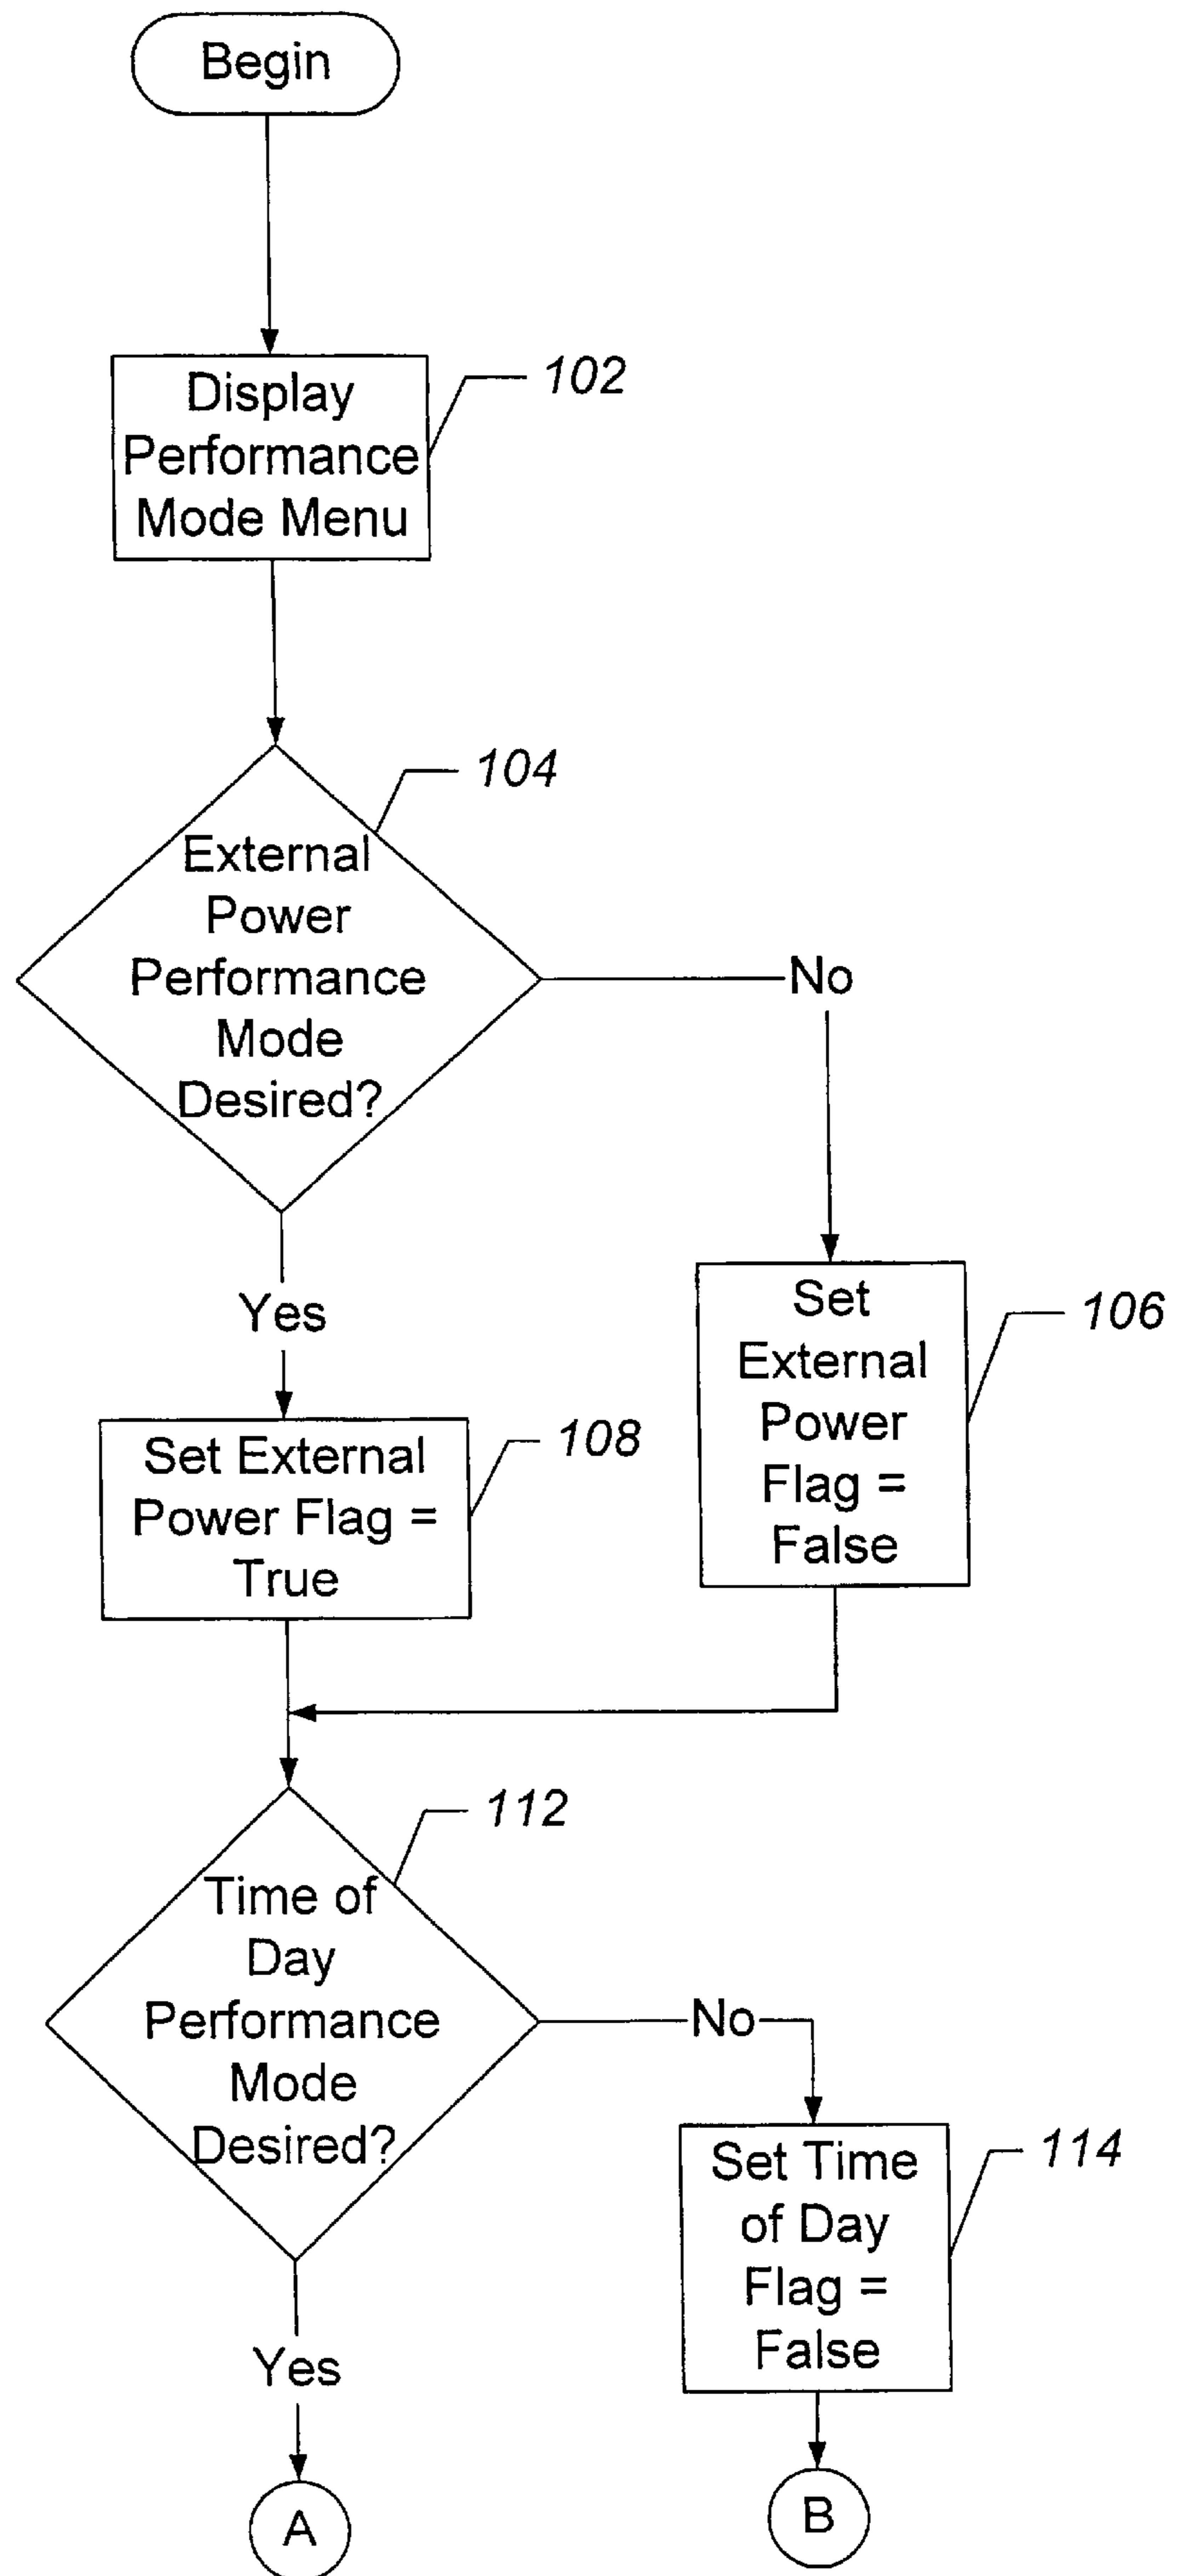 Begin
Display
Performance
Mode Menu
102
104
External
Power
Performance
Mode
Desired?
No
Yes
Set
External
Power
Flag =
False
106
Set External
Power Flag =
True
108
112
Time of
Day
Performance
Mode
Desired?
No
Set Time
of Day
Flag =
False
114
Yes
A
B